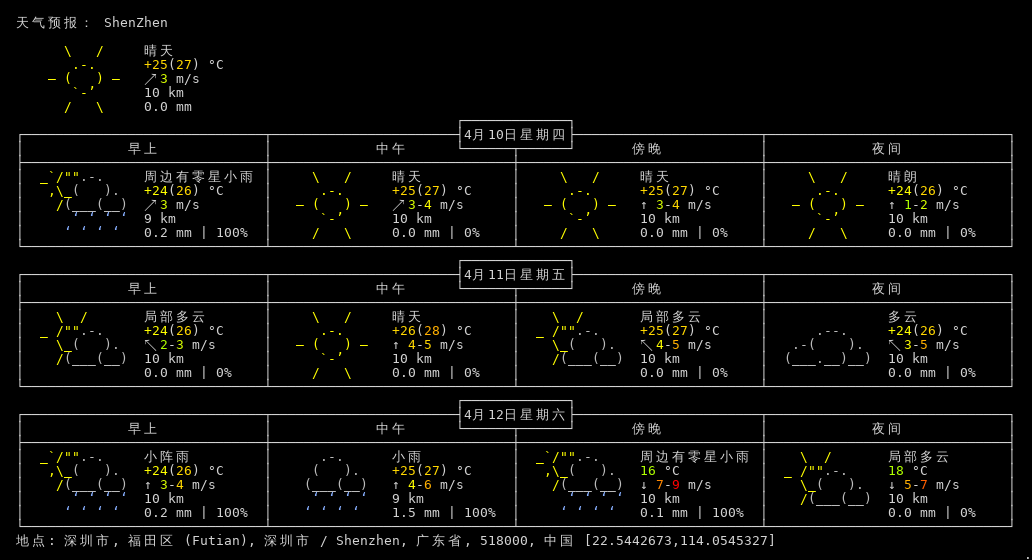 天气预报： ShenZhen
晴天
+25(27) °C
↗3 m/s
10 km
0.0 mm
4月10日星期四
早上 中午 傍晚 夜间
周边有零星小雨 晴天 晴天 晴朗
+24(26) °C +25(27) °C +25(27) °C +24(26) °C
↗3 m/s ↗3-4 m/s ↑ 3-4 m/s ↑ 1-2 m/s
9 km 10 km 10 km 10 km
0.2 mm | 100% 0.0 mm | 0% 0.0 mm | 0% 0.0 mm | 0%
4月11日星期五
早上 中午 傍晚 夜间
局部多云 晴天 局部多云 多云
+24(26) °C +26(28) °C +25(27) °C +24(26) °C
↖2-3 m/s ↑ 4-5 m/s ↖4-5 m/s ↖3-5 m/s
10 km 10 km 10 km 10 km
0.0 mm | 0% 0.0 mm | 0% 0.0 mm | 0% 0.0 mm | 0%
4月12日星期六
早上 中午 傍晚 夜间
小阵雨 小雨 周边有零星小雨 局部多云
+24(26) °C +25(27) °C 16 °C 18 °C
↑ 3-4 m/s ↑ 4-6 m/s ↓ 7-9 m/s ↓ 5-7 m/s
10 km 9 km 10 km 10 km
0.2 mm | 100% 1.5 mm | 100% 0.1 mm | 100% 0.0 mm | 0%
地点: 深圳市, 福田区 (Futian), 深圳市 / Shenzhen, 广东省, 518000, 中国 [22.5442673,114.0545327]